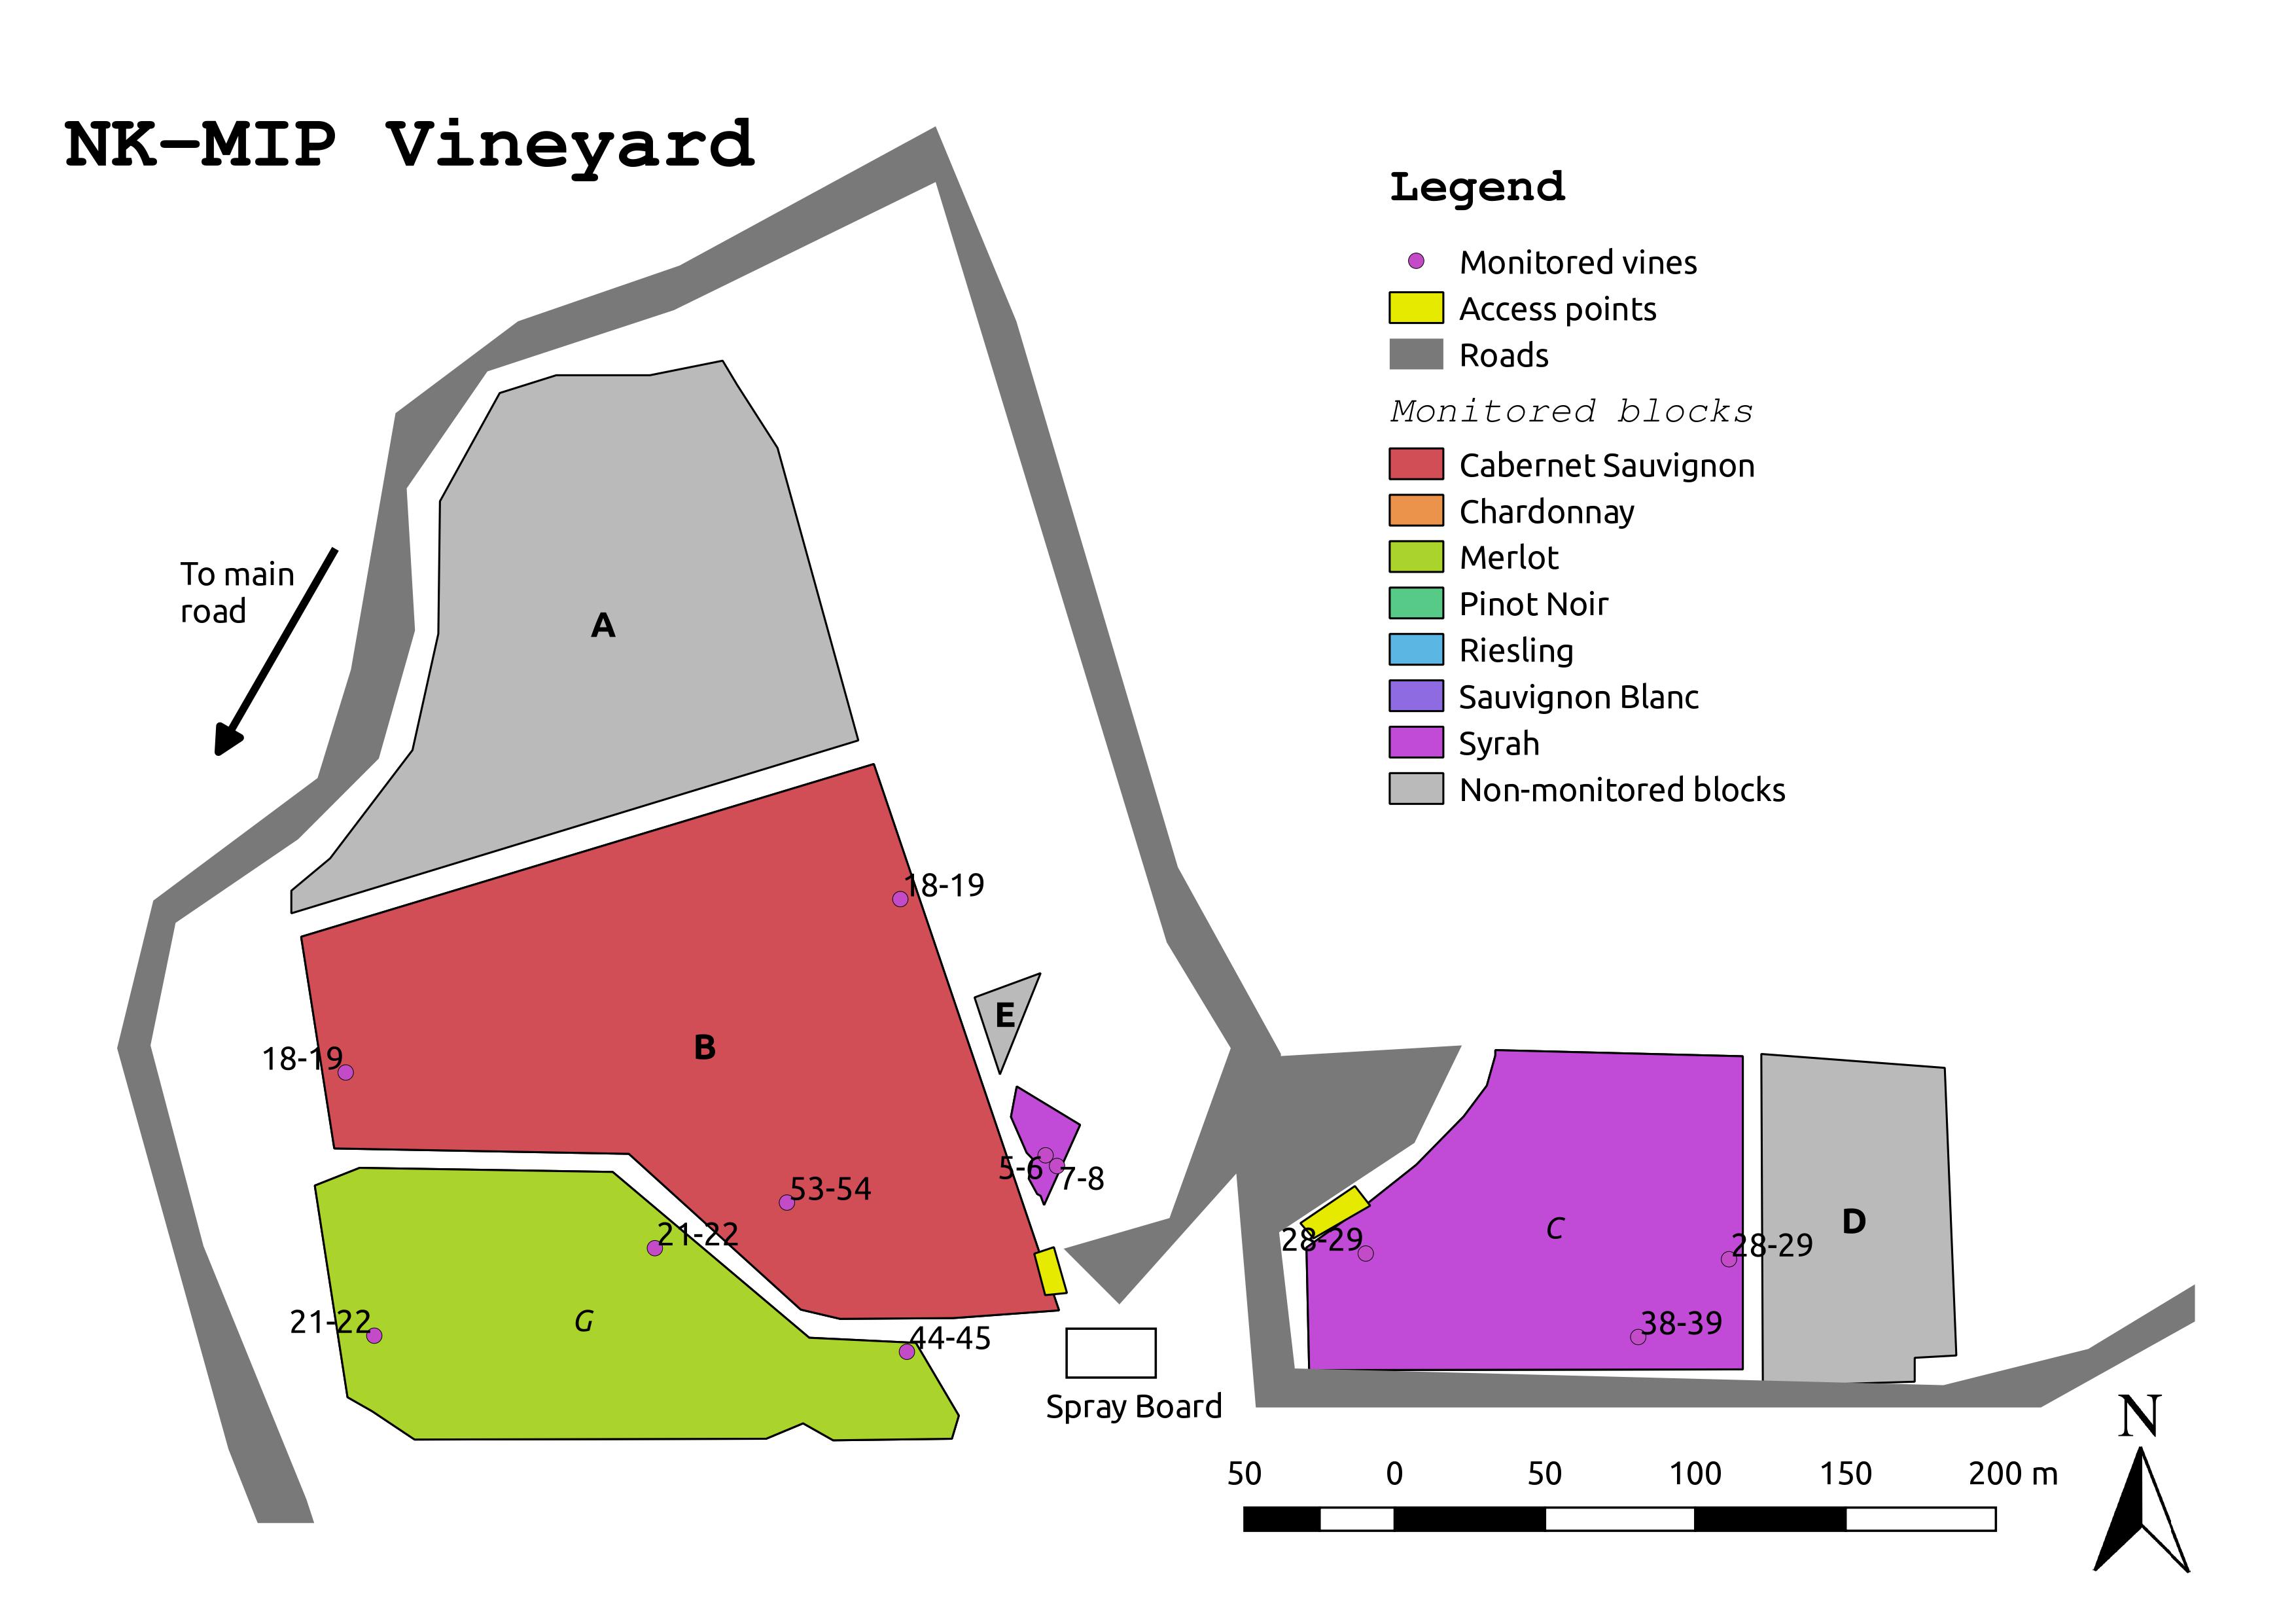 NK-MIP Vineyard
Legend
Monitored vines
Access points
Roads
Monitored blocks
Cabernet Sauvignon
Chardonnay
Merlot
Pinot Noir
Riesling
Sauvignon Blanc
Syrah
Non-monitored blocks
To main
road
A
18-19
E
B
18-19
5-6
7-8
53-54
21-22
G
21-22
44-45
28-29
C
28-29
D
38-39
Spray Board
N
50 0 50 100 150 200 m